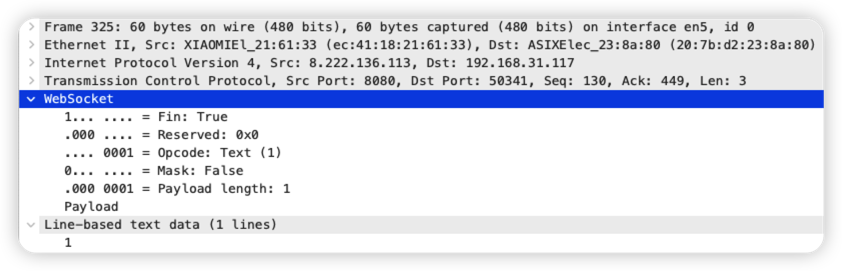 Frame 325: 60 bytes on wire (480 bits), 60 bytes captured (480 bits) on interface en5, id 0
Ethernet II, Src: XIAOMIEl_21:61:33 (ec:41:18:21:61:33), Dst: ASIXElec_23:8a:80 (20:7b:d2:23:8a:80)
Internet Protocol Version 4, Src: 8.222.136.113, Dst: 192.168.31.117
Transmission Control Protocol, Src Port: 8080, Dst Port: 50341, Seq: 130, Ack: 449, Len: 3
WebSocket
1... .... = Fin: True
.000 .... = Reserved: 0x0
.... 0001 = Opcode: Text (1)
0... .... = Mask: False
.000 0001 = Payload length: 1
Payload
Line-based text data (1 lines)
1